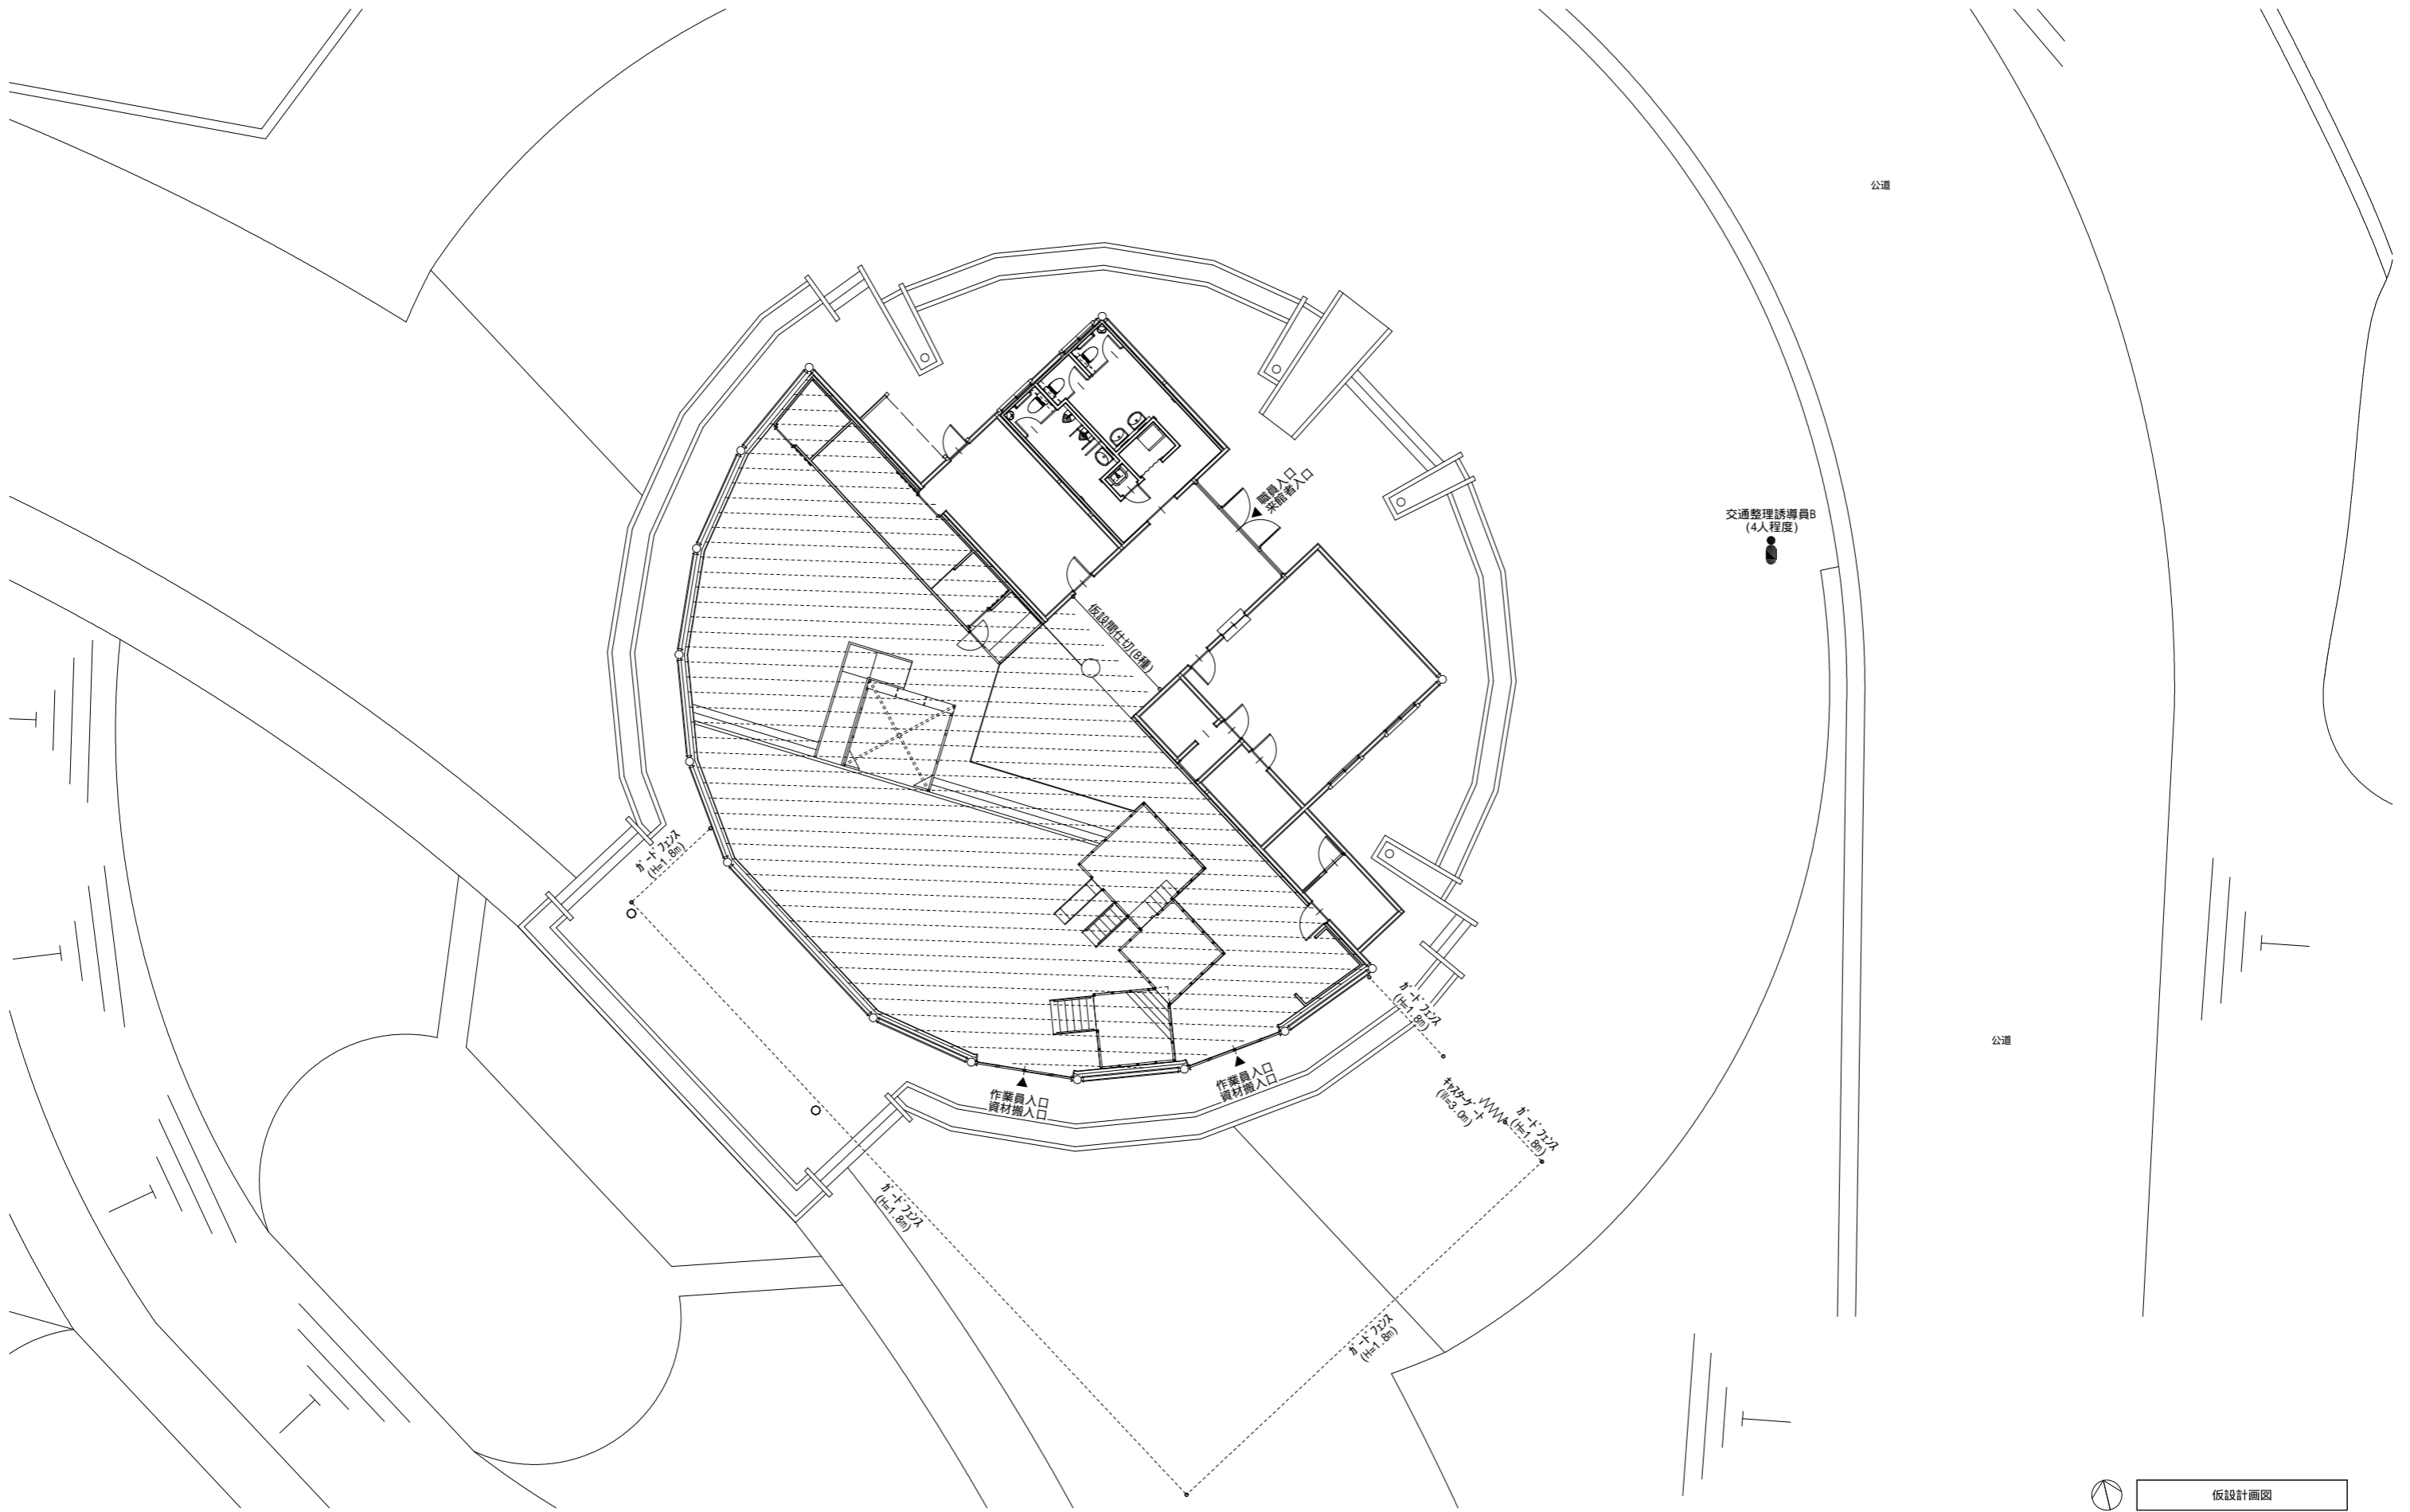 公道
職員入口
来館者入口
交通整理誘導員B
(4人程度)
仮設間仕切(B種)
ｶﾞｰﾄﾞﾌｪﾝｽ
(H=1.8m)
ｶﾞｰﾄﾞﾌｪﾝｽ
(H=1.8m)
公道
作業員入口
資材搬入口
作業員入口
資材搬入口
ｷｬｽﾀｰｹﾞｰﾄ
(W=3.0m)
ｶﾞｰﾄﾞﾌｪﾝｽ
(H=1.8m)
ｶﾞｰﾄﾞﾌｪﾝｽ
(H=1.8m)
ｶﾞｰﾄﾞﾌｪﾝｽ
(H=1.8m)
仮設計画図